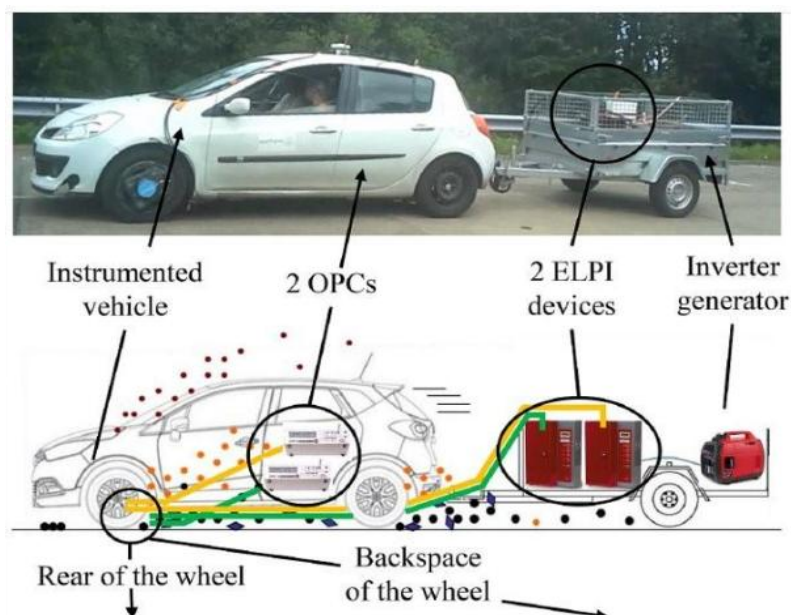 Instrumented
vehicle
2 OPCs
2 ELPI
devices
Inverter
generator
Rear of the wheel
Backspace
of the wheel